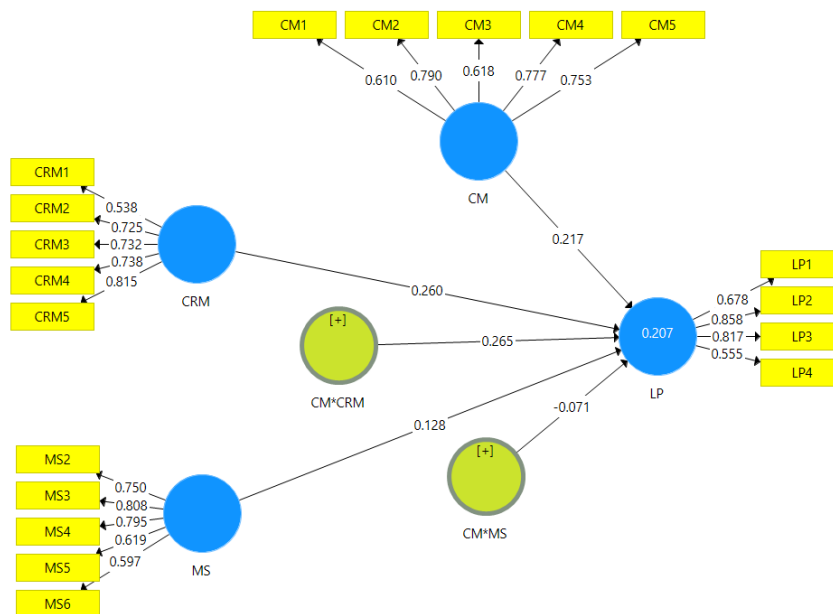 CM1 CM2 CM3 CM4 CM5
0.610 0.790 0.618 0.777 0.753
CM
0.217
CRM1
CRM2
CRM3
CRM4
CRM5
0.538
0.725
0.732
0.738
0.815
CRM
0.260
[+]
CM*CRM
0.265
LP1
LP2
LP3
LP4
0.678
0.858
0.817
0.555
0.207
LP
0.128
-0.071
[+]
CM*MS
MS2
MS3
MS4
MS5
MS6
0.750
0.808
0.795
0.619
0.597
MS